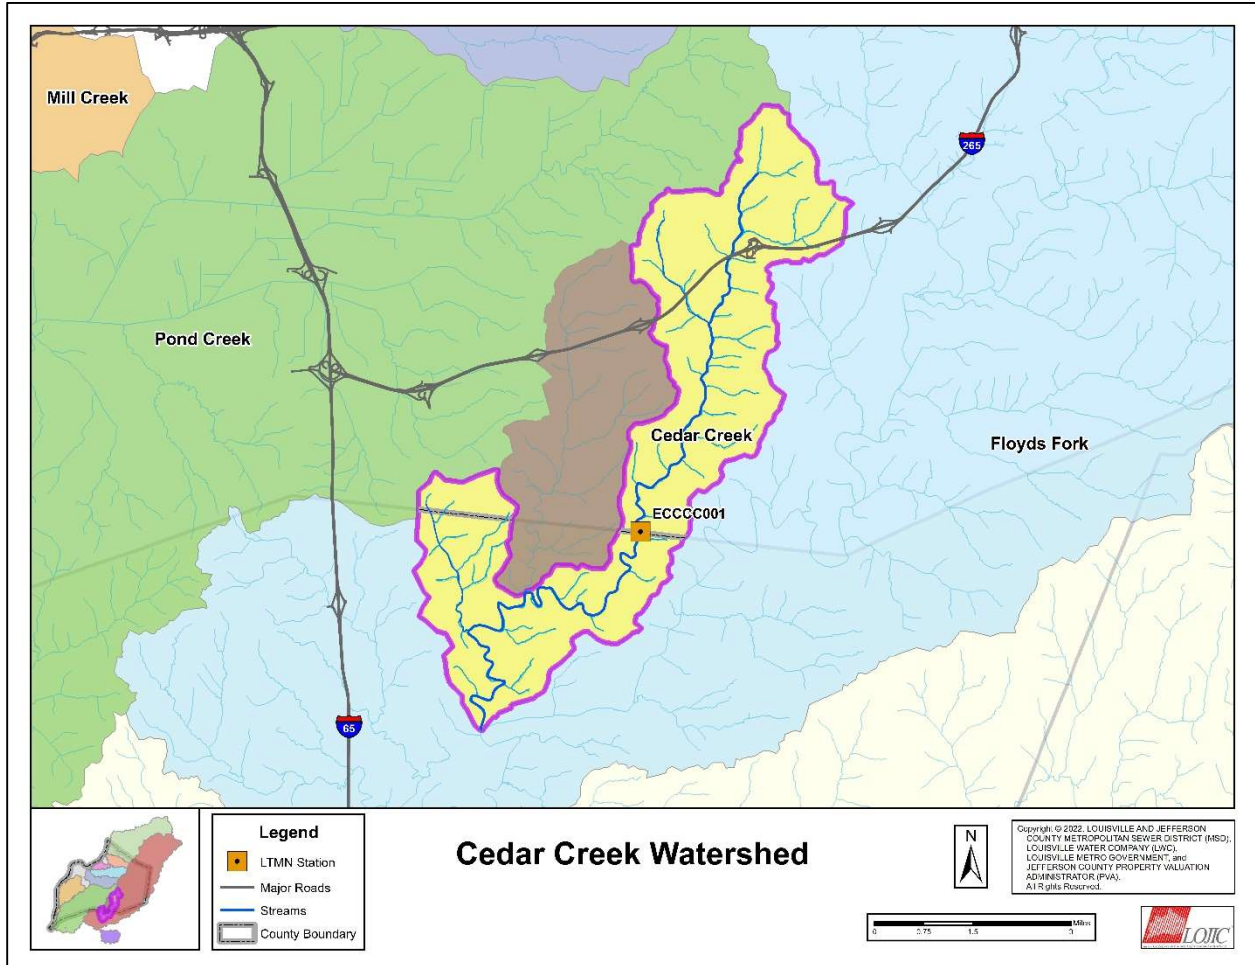 Mill Creek
265
Pond Creek
Cedar Creek
Floyds Fork
ECCCC001
65
Legend
LTMN Station
Major Roads
Streams
County Boundary
Cedar Creek Watershed
N
Copyright © 2022, LOUISVILLE AND JEFFERSON
COUNTY METROPOLITAN SEWER DISTRICT (MSD),
LOUISVILLE WATER COMPANY (LWC),
LOUISVILLE METRO GOVERNMENT, and
JEFFERSON COUNTY PROPERTY VALUATION
ADMINISTRATOR (PVA).
All Rights Reserved.
Miles
0 0.75 1.5 3
LOJIC